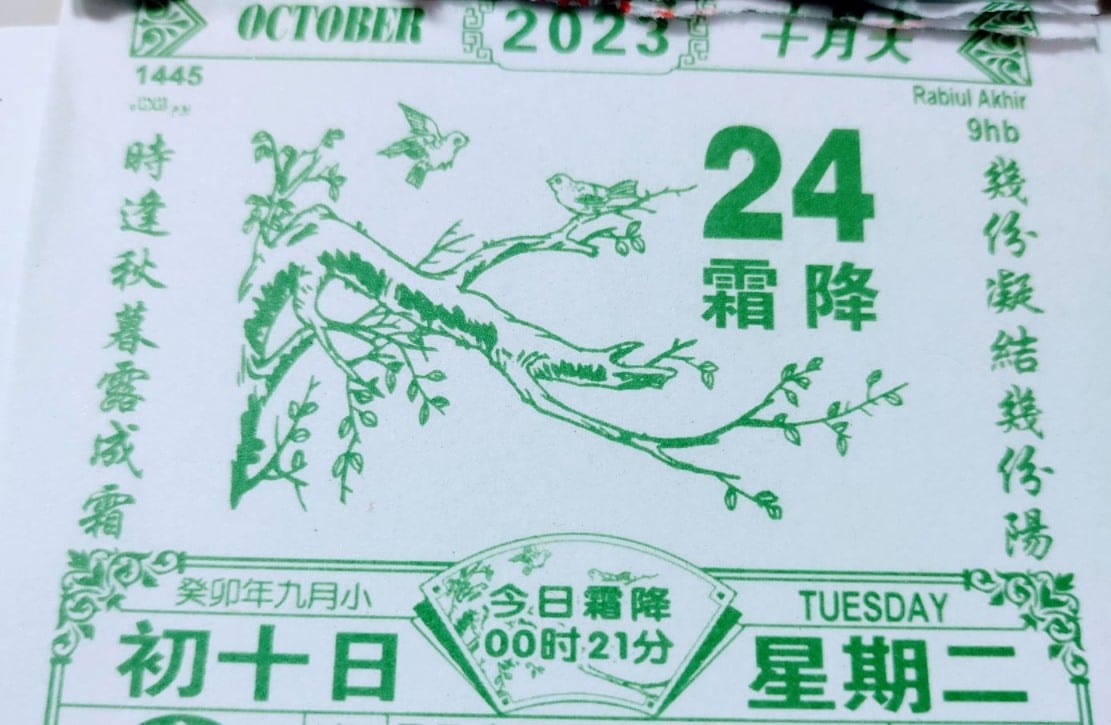 OCTOBER 2023 十月大
1445
Rabiul Akhir
9hb
24
霜降
幾份凝結幾份陽
時逢秋暮露成霜
癸卯年九月小
初十日
今日霜降
00时21分
TUESDAY
星期二